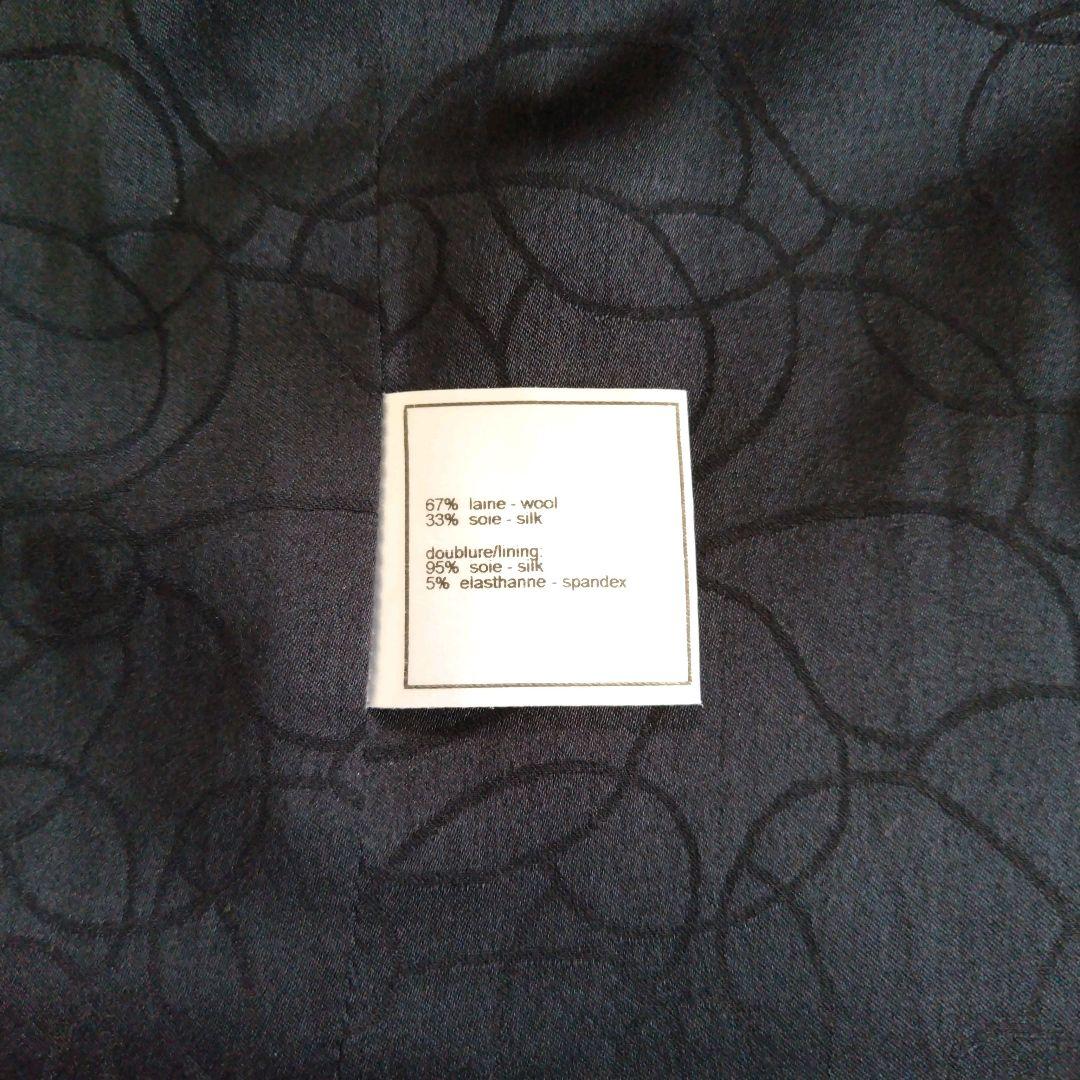 67% laine - wool
33% soie - silk
doublure/lining:
95% soie - silk
5% elasthanne - spandex